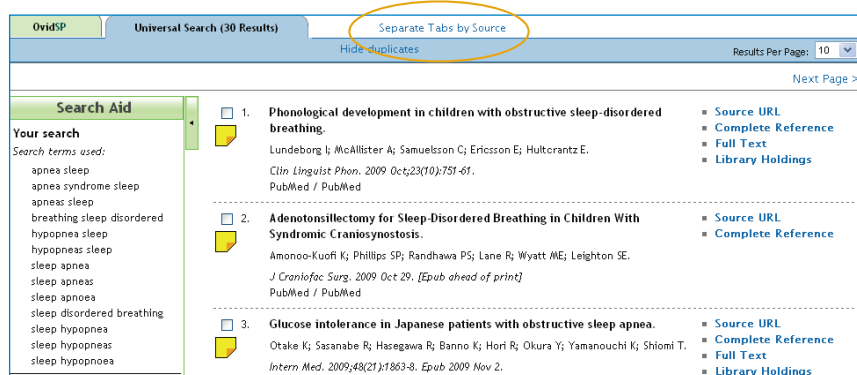 OvidSP
Universal Search (30 Results)
Separate Tabs by Source
Hide duplicates
Results Per Page: 10
Next Page >
Search Aid
Your search
Search terms used:
apnea sleep
apnea syndrome sleep
apneas sleep
breathing sleep disordered
hypopnea sleep
hypopneas sleep
sleep apnea
sleep apneas
sleep apnoea
sleep disordered breathing
sleep hypopnea
sleep hypopneas
sleep hypopnoea
1. Phonological development in children with obstructive sleep-disordered
breathing.
Lundeborg I; McAllister A; Samuelsson C; Ericsson E; Hultcrantz E.
Clin Linguist Phon. 2009 Oct;23(10):751-61.
PubMed / PubMed
Source URL
Complete Reference
Full Text
Library Holdings
2. Adenotonsillectomy for Sleep-Disordered Breathing in Children With
Syndromic Craniosynostosis.
Amonoo-Kuofi K; Phillips SP; Randhawa PS; Lane R; Wyatt ME; Leighton SE.
J Craniofac Surg. 2009 Oct 29. [Epub ahead of print]
PubMed / PubMed
Source URL
Complete Reference
3. Glucose intolerance in Japanese patients with obstructive sleep apnea.
Otake K; Sasanabe R; Hasegawa R; Banno K; Hori R; Okura Y; Yamanouchi K; Shiomi T.
Intern Med. 2009;48(21):1863-8. Epub 2009 Nov 2.
Source URL
Complete Reference
Full Text
Library Holdings